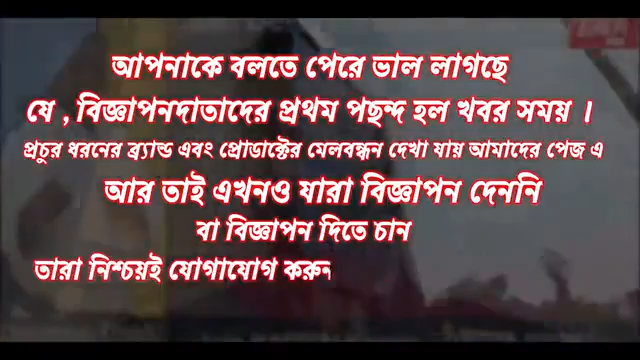 আপনাকে বলতে পেরে ভাল লাগছে
যে , বিজ্ঞাপনদাতাদের প্রথম পছন্দ হল খবর সময় ।
প্রচুর ধরনের ব্র্যান্ড এবং প্রোডাক্টের মেলবন্ধন দেখা যায় আমাদের পেজ এ
আর তাই এখনও যারা বিজ্ঞাপন দেননি
বা বিজ্ঞাপন দিতে চান
তারা নিশ্চয়ই যোগাযোগ করুন